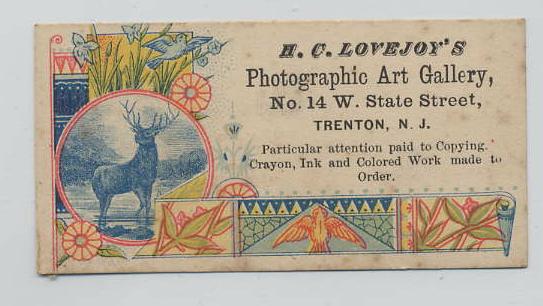 H. C. LOVEJOY'S
Photographic Art Gallery,
No. 14 W. State Street,
TRENTON, N. J.
Particular attention paid to Copying.
Crayon, Ink and Colored Work made to
Order.